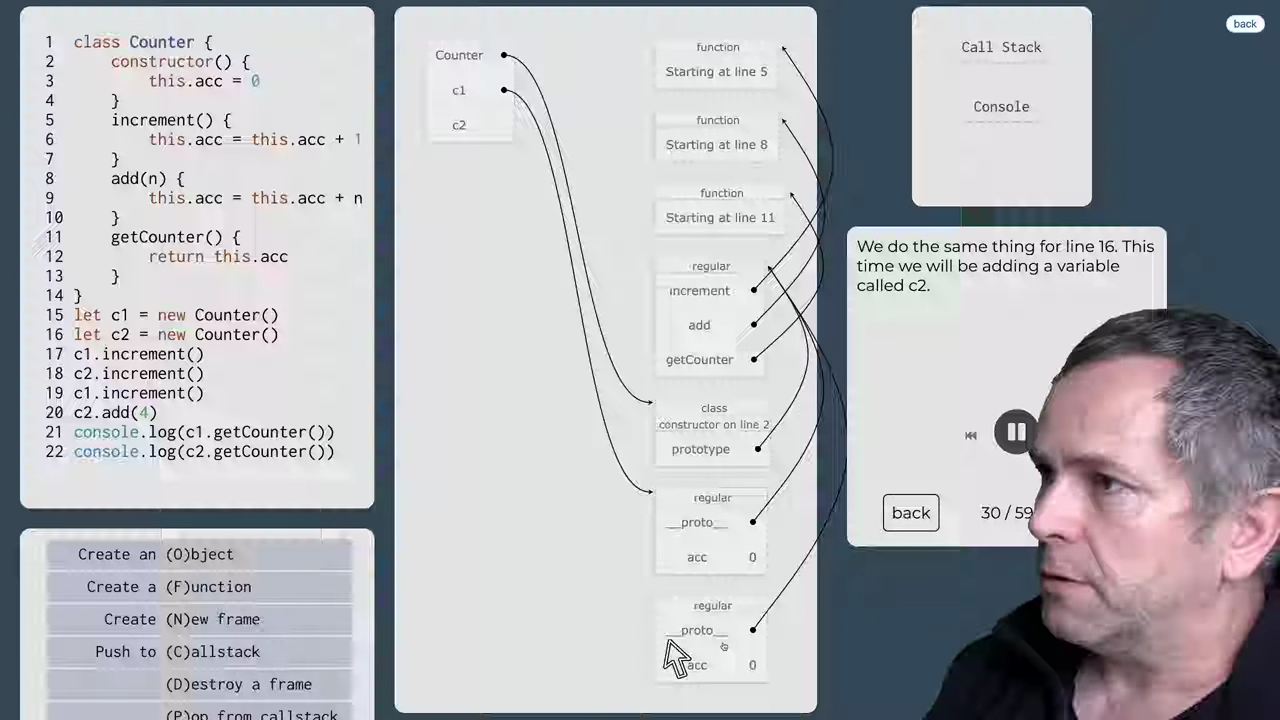 1 class Counter {
2 constructor() {
3 this.acc = 0
4 }
5 increment() {
6 this.acc = this.acc + 1
7 }
8 add(n) {
9 this.acc = this.acc + n
10 }
11 getCounter() {
12 return this.acc
13 }
14 }
15 let c1 = new Counter()
16 let c2 = new Counter()
17 c1.increment()
18 c2.increment()
19 c1.increment()
20 c2.add(4)
21 console.log(c1.getCounter())
22 console.log(c2.getCounter())
Create an (O)bject
Create a (F)unction
Create (N)ew frame
Push to (C)allstack
(D)estroy a frame
(P)op from callstack
Counter
c1
c2
function
Starting at line 5
function
Starting at line 8
function
Starting at line 11
regular
increment
add
getCounter
class
constructor on line 2
prototype
regular
__proto__
acc 0
regular
__proto__
acc 0
Call Stack
Console
back
We do the same thing for line 16. This
time we will be adding a variable
called c2.
back 30 / 59